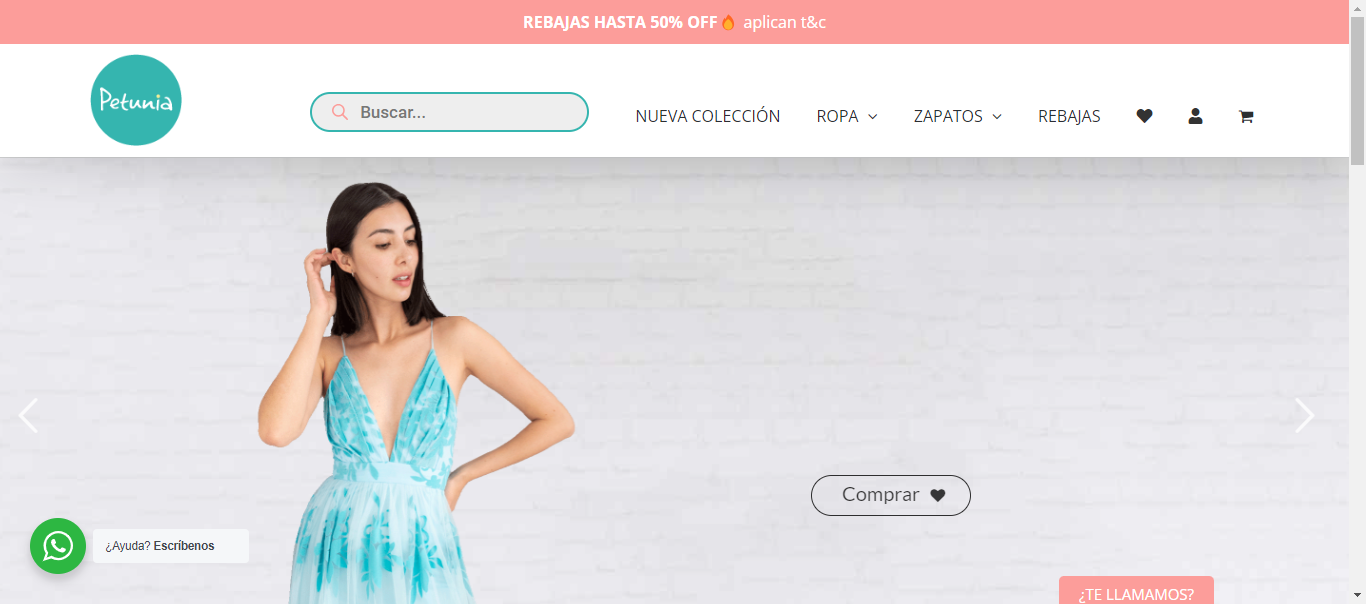 REBAJAS HASTA 50% OFF🔥 aplican t&c
Petunia
Buscar...
NUEVA COLECCIÓN
ROPA
ZAPATOS
REBAJAS
Comprar
¿Ayuda? Escríbenos
¿TE LLAMAMOS?